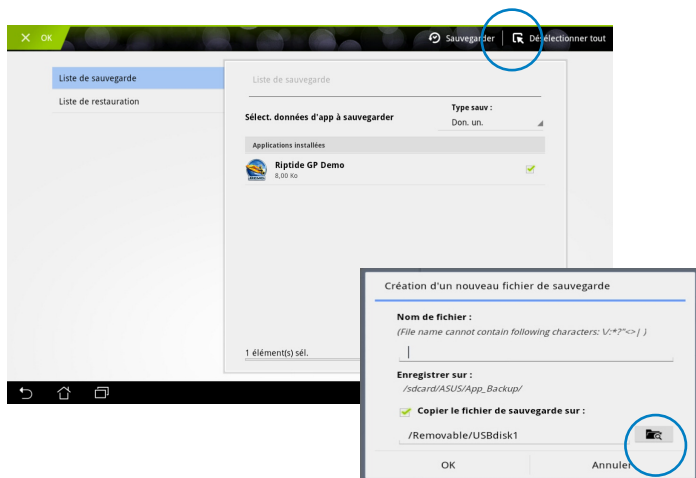 OK
Sauvegarder
Désélectionner tout
Liste de sauvegarde
Liste de restauration
Liste de sauvegarde
Sélect. données d'app à sauvegarder
Type sauv :
Don. un.
Applications installées
Riptide GP Demo
8,00 Ko
1 élément(s) sél.
Création d'un nouveau fichier de sauvegarde
Nom de fichier :
(File name cannot contain following characters: \/:*?"<>| )
Enregistrer sur :
/sdcard/ASUS/App_Backup/
Copier le fichier de sauvegarde sur :
/Removable/USBdisk1
OK
Annuler